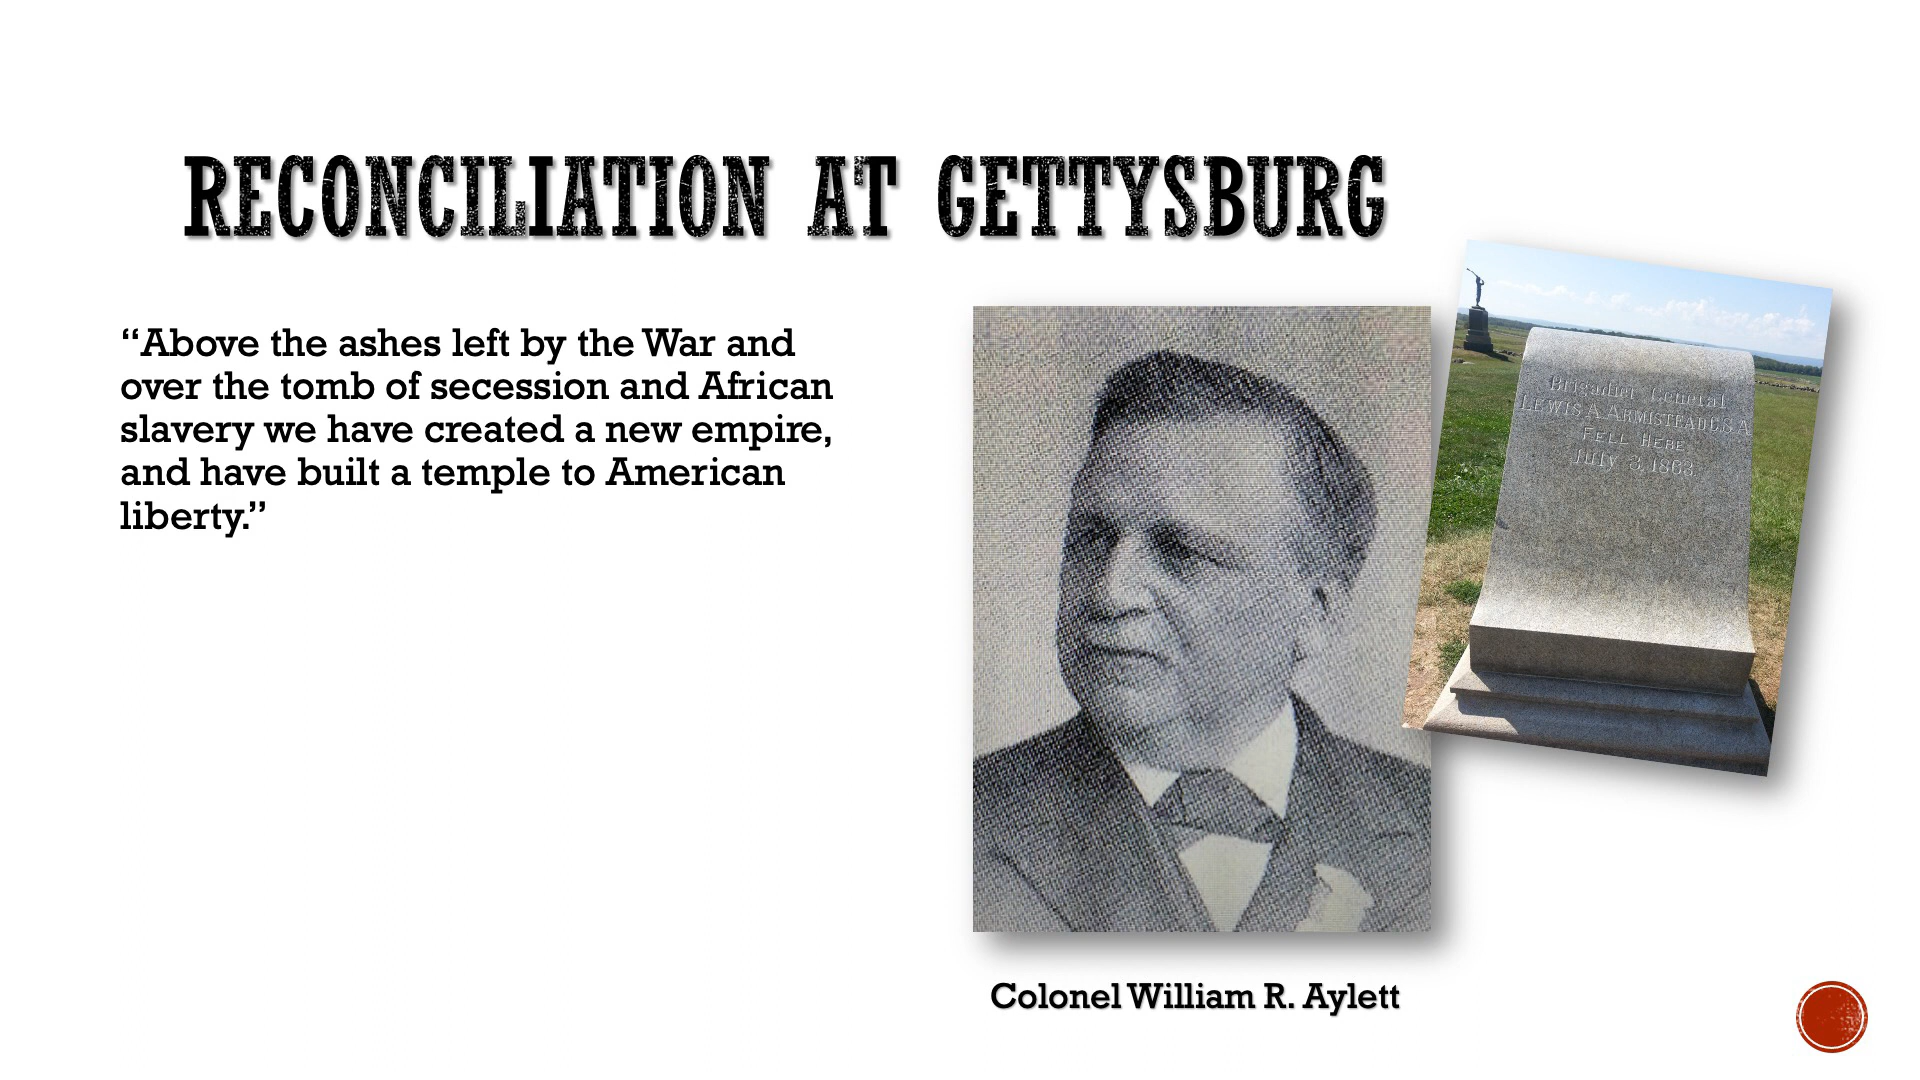 RECONCILIATION AT GETTYSBURG
“Above the ashes left by the War and
over the tomb of secession and African
slavery we have created a new empire,
and have built a temple to American
liberty.”
Brigadier General
LEWIS A. ARMISTEAD C.S.A.
FELL HERE
July 3, 1863
Colonel William R. Aylett